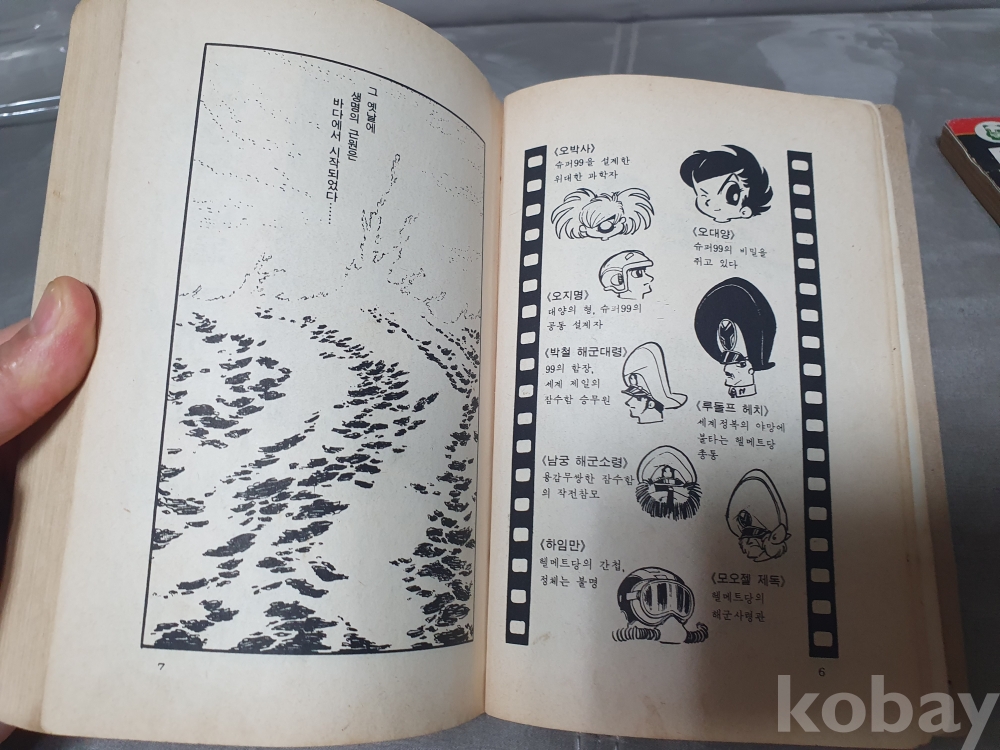 《오박사》
슈퍼99을 설계한
위대한 과학자
《오대양》
슈퍼99의 비밀을
쥐고 있다
《오지명》
대양의 형, 슈퍼99의
공동 설계자
《박철 해군대령》
99의 함장,
세계 제일의
잠수함 승무원
《루돌프 헤치》
세계정복의 야망에
불타는 헬메트당
총통
《남궁 해군소령》
용감무쌍한 잠수함
의 작전참모
《하임만》
헬메트당의 간첩,
정체는 불명
《모오젤 제독》
헬메트당의
해군사령관
6
그 옛날에
생명의 근원은
바다에서 시작되었다……
7
kobay